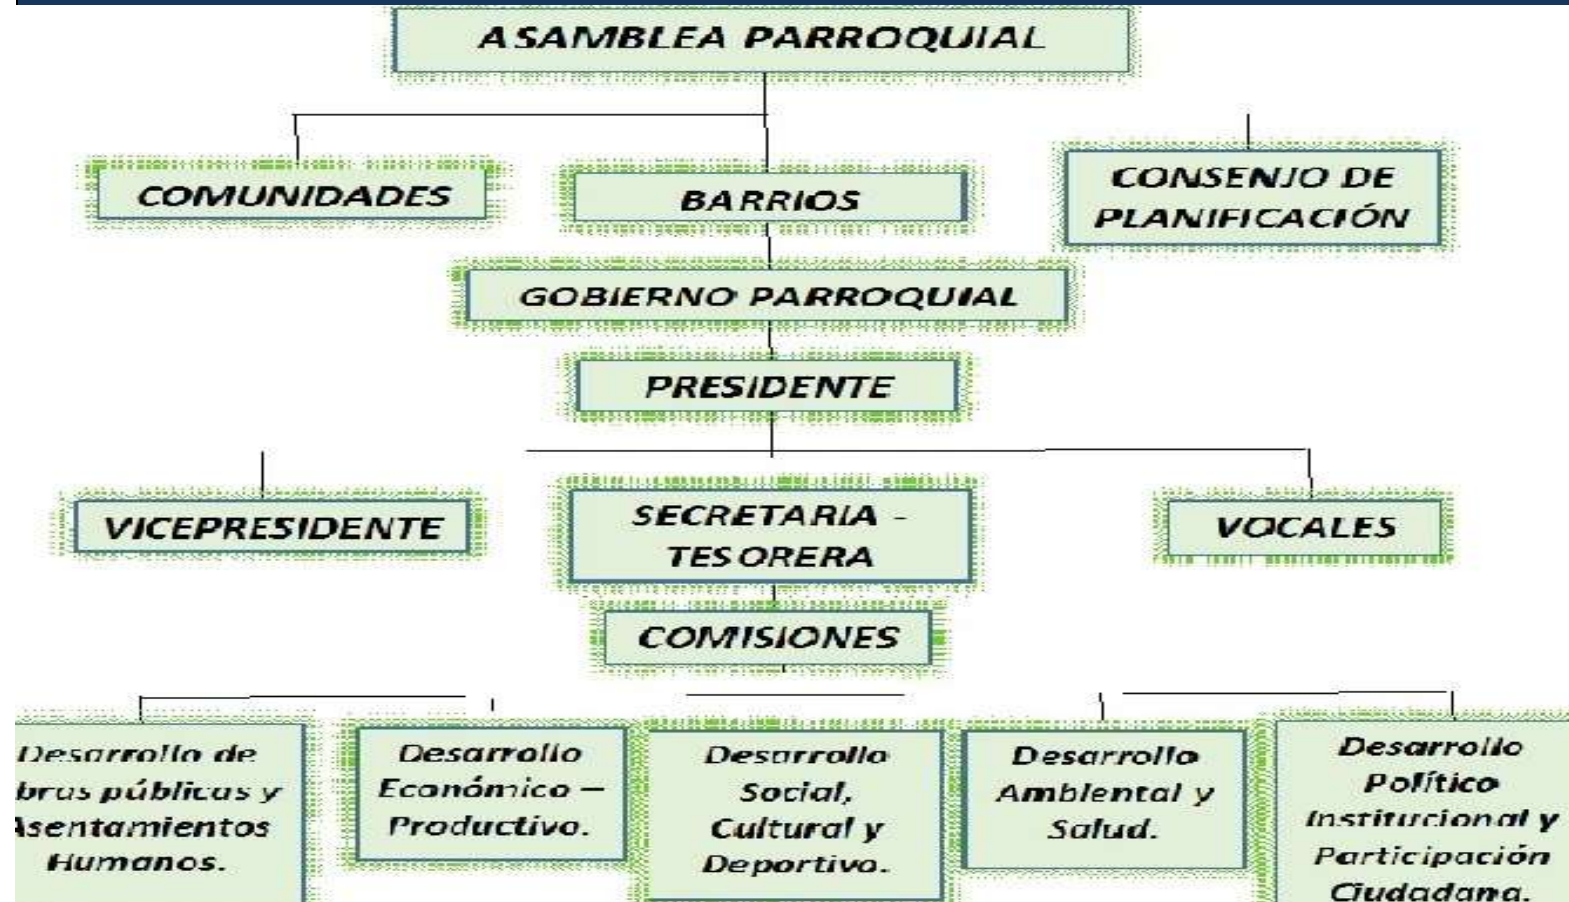 ASAMBLEA PARROQUIAL
COMUNIDADES
BARRIOS
CONSENJO DE
PLANIFICACIÓN
GOBIERNO PARROQUIAL
PRESIDENTE
VICEPRESIDENTE
SECRETARIA -
TESORERA
VOCALES
COMISIONES
Desarrollo de
bras públicas y
Asentamientos
Humanos.
Desarrollo
Económico –
Productivo.
Desarrollo
Social,
Cultural y
Deportivo.
Desarrollo
Ambiental y
Salud.
Desarrollo
Político
Institucional y
Participación
Ciudadana.